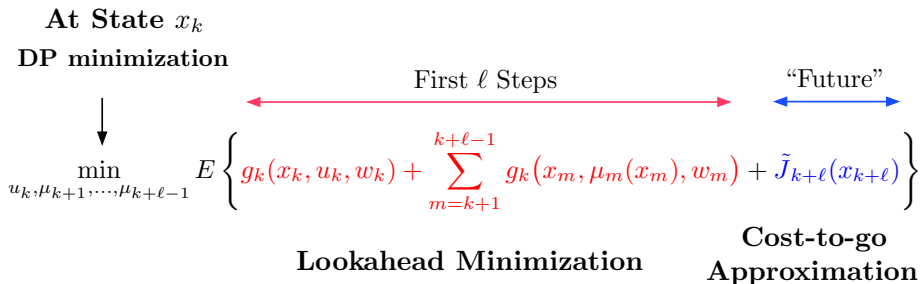 At State x_k
DP minimization
First ℓ Steps
“Future”
min_{u_k,μ_{k+1},...,μ_{k+ℓ−1}} E { g_k(x_k, u_k, w_k) + ∑_{m=k+1}^{k+ℓ−1} g_k(x_m, μ_m(x_m), w_m) + J̃_{k+ℓ}(x_{k+ℓ}) }
Lookahead Minimization
Cost-to-go
Approximation